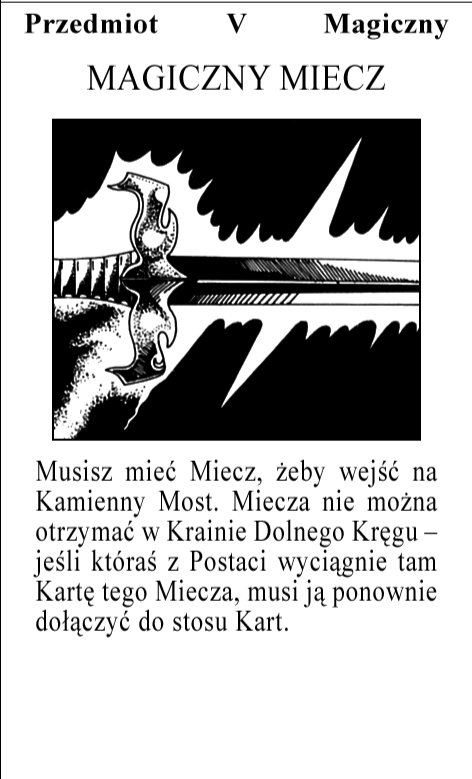 Przedmiot V Magiczny
MAGICZNY MIECZ
Musisz mieć Miecz, żeby wejść na
Kamienny Most. Miecza nie można
otrzymać w Krainie Dolnego Kręgu –
jeśli któraś z Postaci wyciągnie tam
Kartę tego Miecza, musi ją ponownie
dołączyć do stosu Kart.